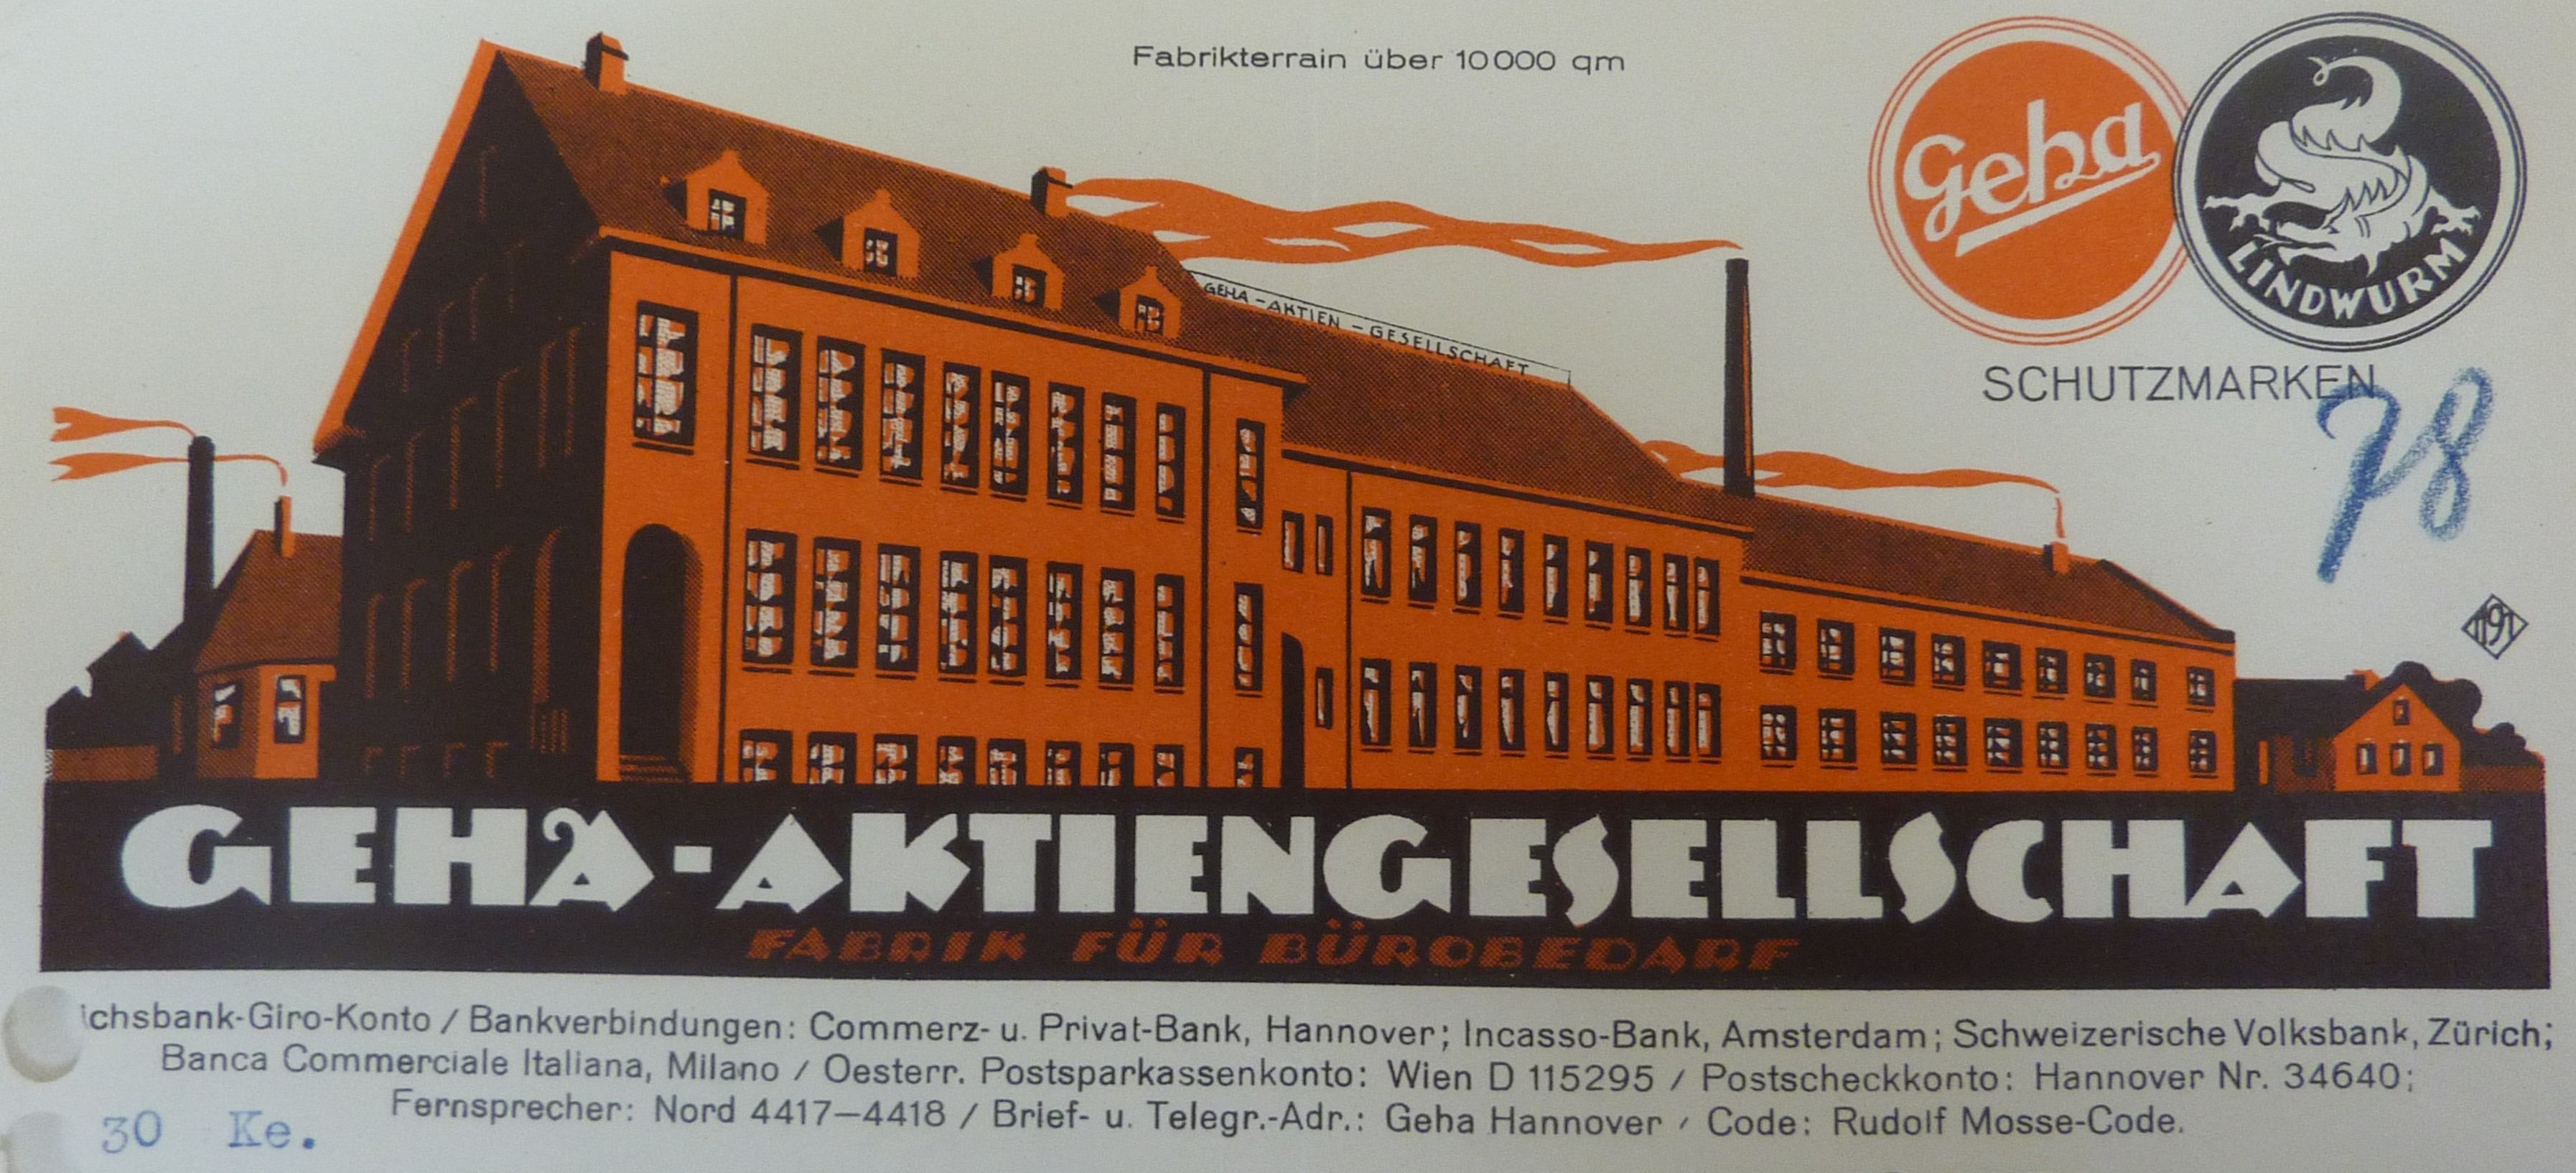 Fabrikterrain über 10000 qm
Geha
LINDWURM
SCHUTZMARKEN
78
GEHA-AKTIEN-GESELLSCHAFT
GEHA-AKTIENGESELLSCHAFT
FABRIK FÜR BÜROBEDARF
ichsbank-Giro-Konto / Bankverbindungen: Commerz- u. Privat-Bank, Hannover; Incasso-Bank, Amsterdam; Schweizerische Volksbank, Zürich;
Banca Commerciale Italiana, Milano / Oesterr. Postsparkassenkonto: Wien D 115295 / Postscheckkonto: Hannover Nr. 34640;
Fernsprecher: Nord 4417—4418 / Brief- u. Telegr.-Adr.: Geha Hannover / Code: Rudolf Mosse-Code.
30 Ke.